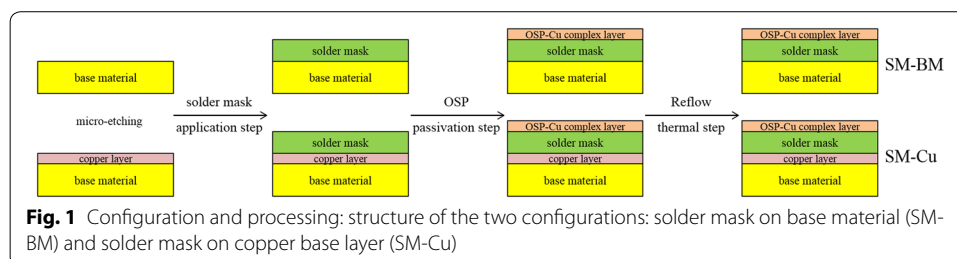 OSP-Cu complex layer
OSP-Cu complex layer
solder mask
solder mask
solder mask
SM-BM
base material
base material
base material
base material
solder mask
OSP
Reflow
micro-etching
application step
passivation step
thermal step
OSP-Cu complex layer
OSP-Cu complex layer
solder mask
solder mask
solder mask
SM-Cu
copper layer
copper layer
copper layer
copper layer
base material
base material
base material
base material
Fig. 1 Configuration and processing: structure of the two configurations: solder mask on base material (SM-
BM) and solder mask on copper base layer (SM-Cu)